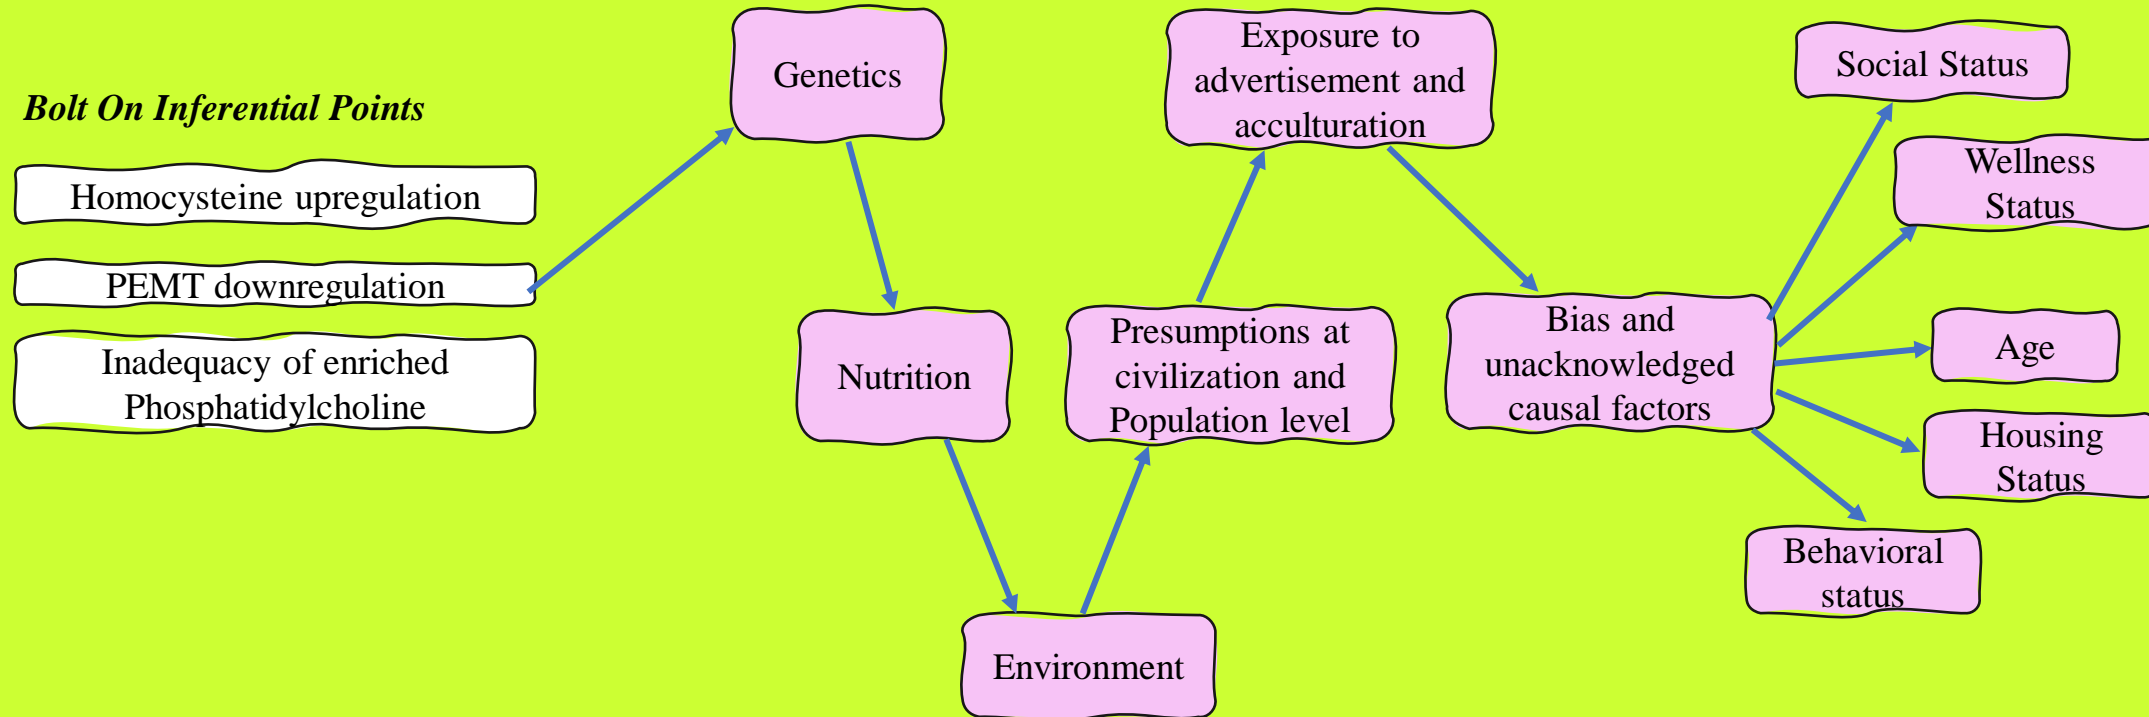 Bolt On Inferential Points
Homocysteine upregulation
PEMT downregulation
Inadequacy of enriched
Phosphatidylcholine
Genetics
Nutrition
Environment
Presumptions at
civilization and
Population level
Exposure to
advertisement and
acculturation
Bias and
unacknowledged
causal factors
Social Status
Wellness
Status
Age
Housing
Status
Behavioral
status